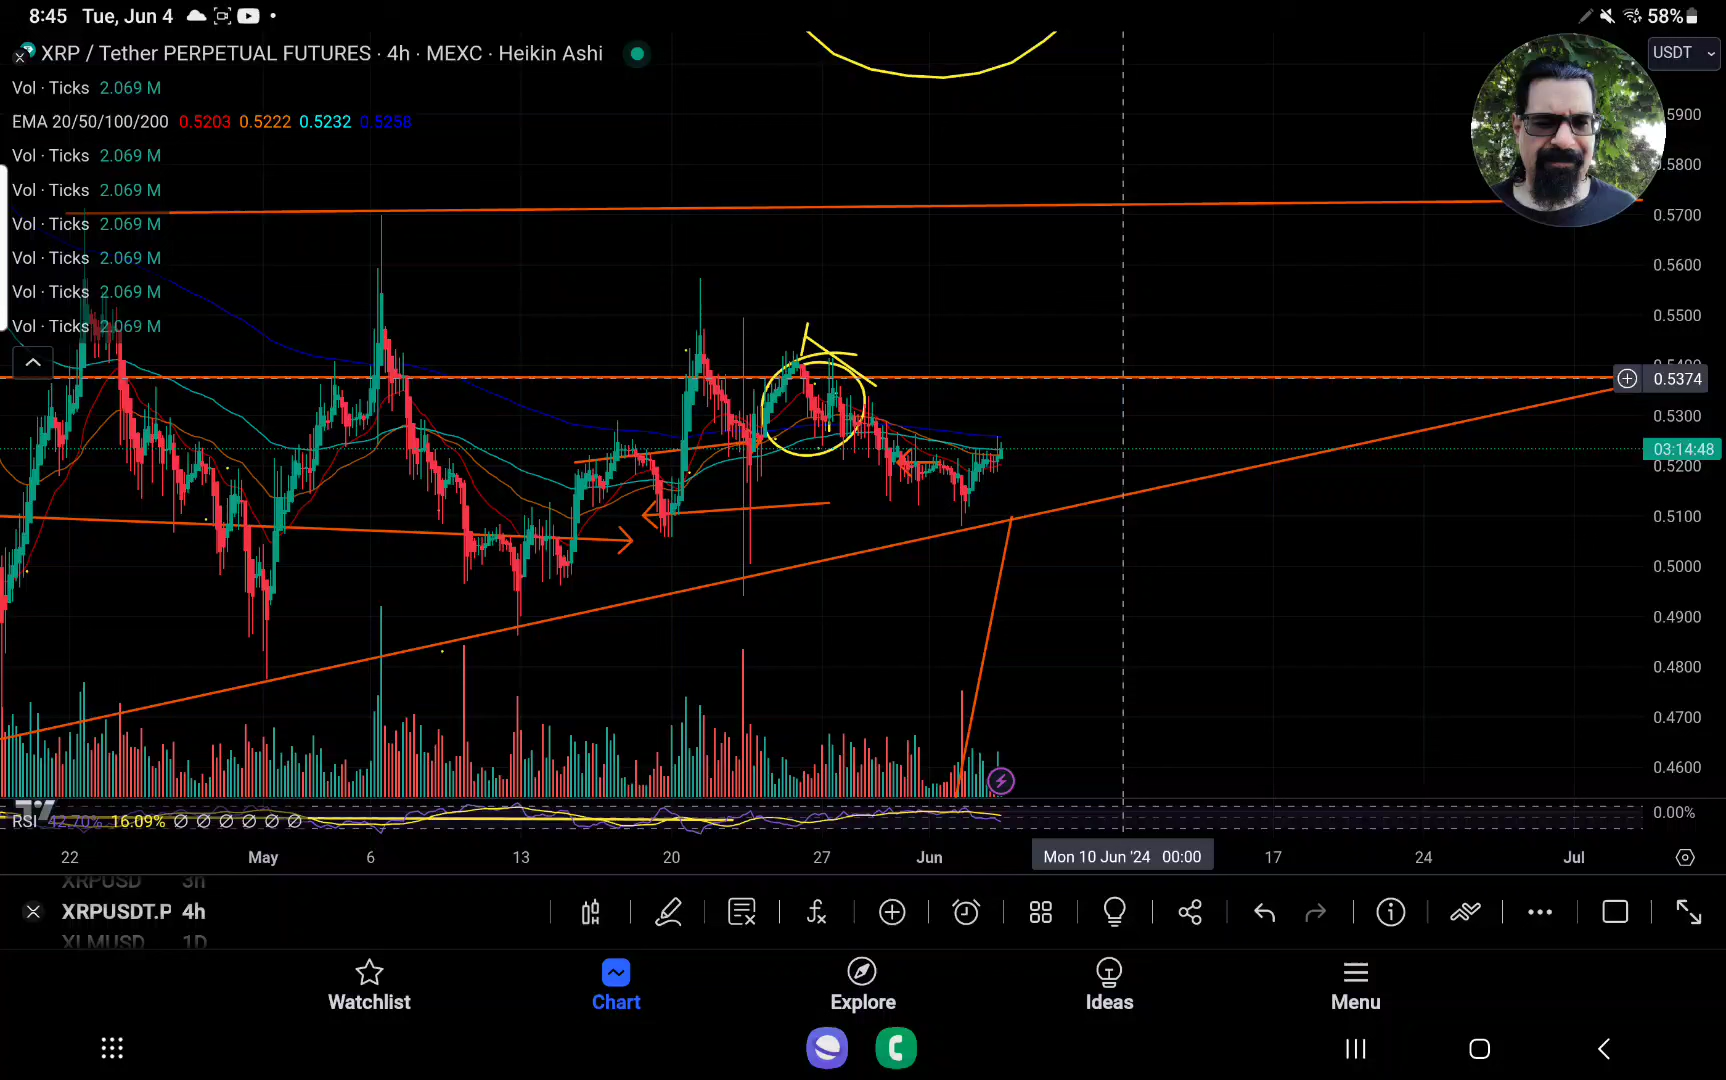 8:45 Tue, Jun 4 58%
XRP / Tether PERPETUAL FUTURES · 4h · MEXC · Heikin Ashi
USDT
Vol · Ticks 2.069 M
EMA 20/50/100/200 0.5203 0.5222 0.5232 0.5258
Vol · Ticks 2.069 M
Vol · Ticks 2.069 M
Vol · Ticks 2.069 M
Vol · Ticks 2.069 M
Vol · Ticks 2.069 M
Vol · Ticks 2.069 M
5900
.5800
0.5700
0.5600
0.5500
0.5374
0.5300
03:14:48
0.5200
0.5100
0.5000
0.4900
0.4800
0.4700
0.4600
0.00%
RSI 42.70% 16.09% ∅ ∅ ∅ ∅ ∅ ∅
22 May 6 13 20 27 Jun Mon 10 Jun '24 00:00 17 24 Jul
XRPUSD 3h
XRPUSDT.P 4h
XLMUSD 1D
Watchlist
Chart
Explore
Ideas
Menu